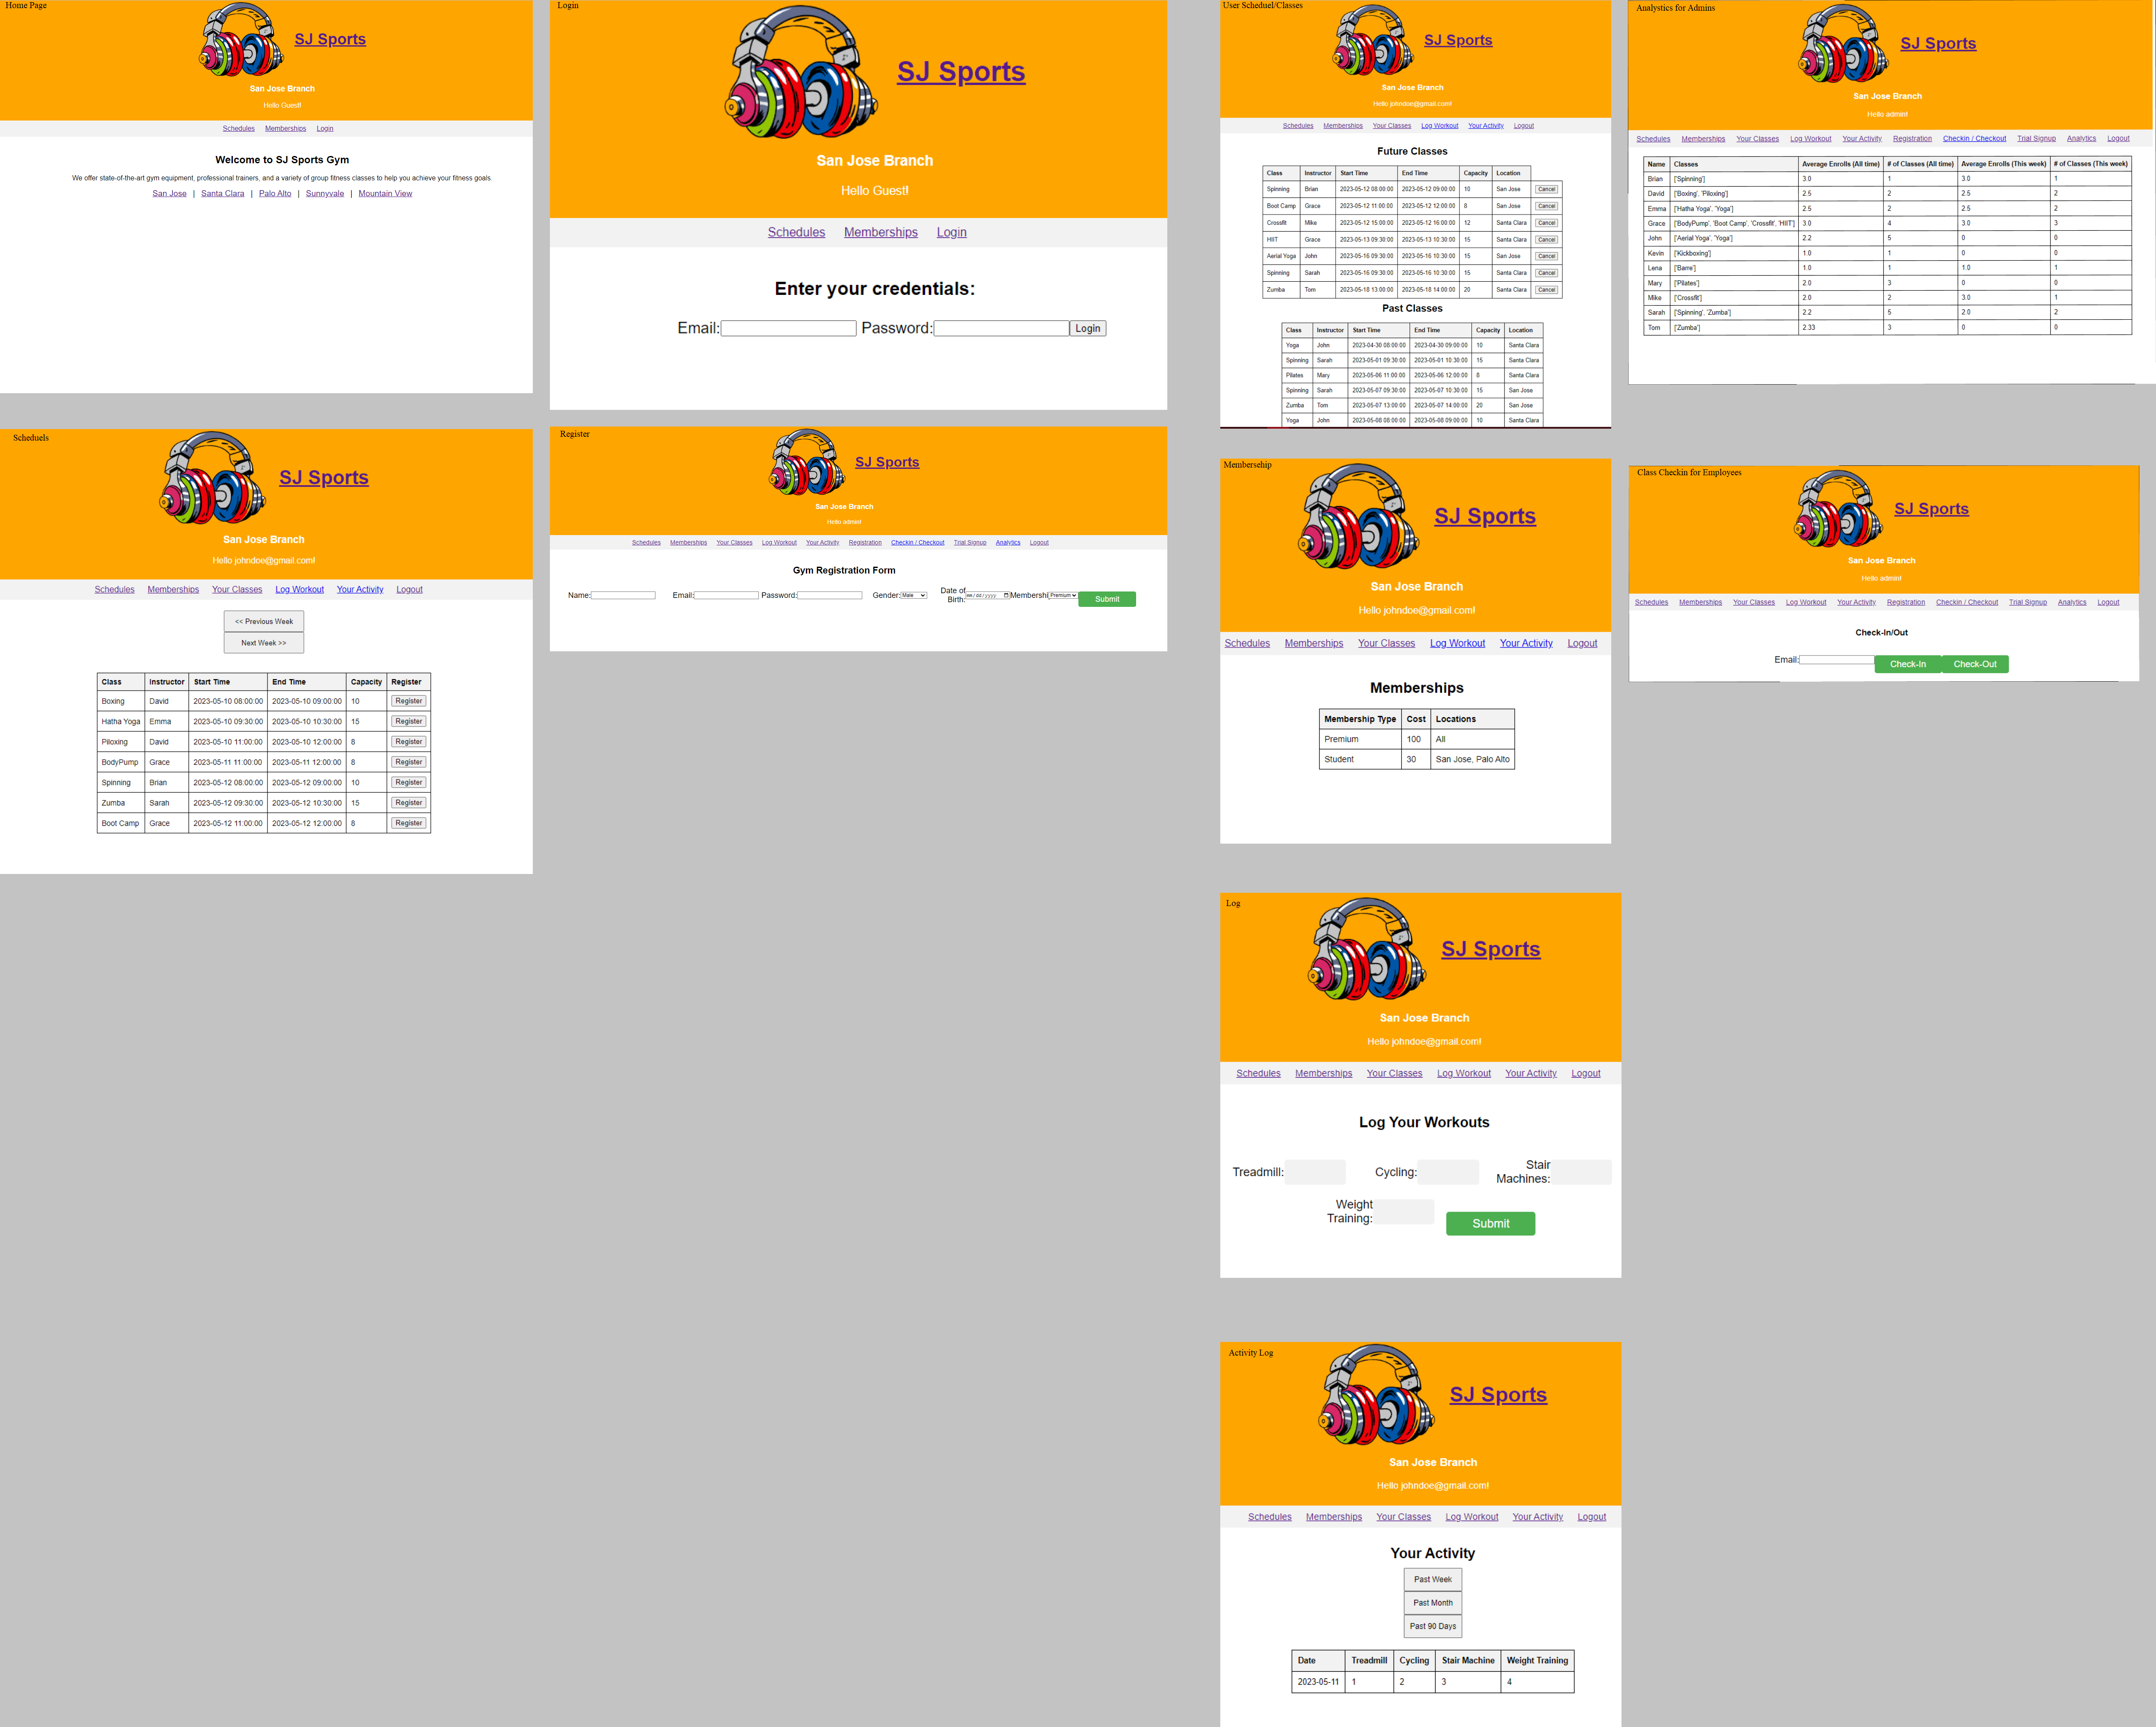 Home Page
SJ Sports
San Jose Branch
Hello Guest!
Schedules Memberships Login
Welcome to SJ Sports Gym
We offer state-of-the-art gym equipment, professional trainers, and a variety of group fitness classes to help you achieve your fitness goals.
San Jose | Santa Clara | Palo Alto | Sunnyvale | Mountain View
Login
SJ Sports
San Jose Branch
Hello Guest!
Schedules Memberships Login
Enter your credentials:
Email: Password: Login
User Scheduel/Classes
SJ Sports
San Jose Branch
Hello johndoe@gmail.com!
Schedules Memberships Your Classes Log Workout Your Activity Logout
Future Classes
Class Instructor Start Time End Time Capacity Location
Spinning Brian 2023-05-12 08:00:00 2023-05-12 09:00:00 10 San Jose Cancel
Boot Camp Grace 2023-05-12 11:00:00 2023-05-12 12:00:00 8 San Jose Cancel
Crossfit Mike 2023-05-12 15:00:00 2023-05-12 16:00:00 12 Santa Clara Cancel
HIIT Grace 2023-05-13 09:30:00 2023-05-13 10:30:00 15 Santa Clara Cancel
Aerial Yoga John 2023-05-16 09:30:00 2023-05-16 10:30:00 15 San Jose Cancel
Spinning Sarah 2023-05-16 09:30:00 2023-05-16 10:30:00 15 Santa Clara Cancel
Zumba Tom 2023-05-18 13:00:00 2023-05-18 14:00:00 20 Santa Clara Cancel
Past Classes
Class Instructor Start Time End Time Capacity Location
Yoga John 2023-04-30 08:00:00 2023-04-30 09:00:00 10 Santa Clara
Spinning Sarah 2023-05-01 09:30:00 2023-05-01 10:30:00 15 Santa Clara
Pilates Mary 2023-05-06 11:00:00 2023-05-06 12:00:00 8 Santa Clara
Spinning Sarah 2023-05-07 09:30:00 2023-05-07 10:30:00 15 San Jose
Zumba Tom 2023-05-07 13:00:00 2023-05-07 14:00:00 20 San Jose
Yoga John 2023-05-08 08:00:00 2023-05-08 09:00:00 10 Santa Clara
Analystics for Admins
SJ Sports
San Jose Branch
Hello admin!
Schedules Memberships Your Classes Log Workout Your Activity Registration Checkin / Checkout Trial Signup Analytics Logout
Name Classes Average Enrolls (All time) # of Classes (All time) Average Enrolls (This week) # of Classes (This week)
Brian ['Spinning'] 3.0 1 3.0 1
David ['Boxing', 'Piloxing'] 2.5 2 2.5 2
Emma ['Hatha Yoga', 'Yoga'] 2.5 2 2.5 2
Grace ['BodyPump', 'Boot Camp', 'Crossfit', 'HIIT'] 3.0 4 3.0 3
John ['Aerial Yoga', 'Yoga'] 2.2 5 0 0
Kevin ['Kickboxing'] 1.0 1 0 0
Lena ['Barre'] 1.0 1 1.0 1
Mary ['Pilates'] 2.0 3 0 0
Mike ['Crossfit'] 2.0 2 3.0 1
Sarah ['Spinning', 'Zumba'] 2.2 5 2.0 2
Tom ['Zumba'] 2.33 3 0 0
Scheduels
SJ Sports
San Jose Branch
Hello johndoe@gmail.com!
Schedules Memberships Your Classes Log Workout Your Activity Logout
<< Previous Week
Next Week >>
Class Instructor Start Time End Time Capacity Register
Boxing David 2023-05-10 08:00:00 2023-05-10 09:00:00 10 Register
Hatha Yoga Emma 2023-05-10 09:30:00 2023-05-10 10:30:00 15 Register
Piloxing David 2023-05-10 11:00:00 2023-05-10 12:00:00 8 Register
BodyPump Grace 2023-05-11 11:00:00 2023-05-11 12:00:00 8 Register
Spinning Brian 2023-05-12 08:00:00 2023-05-12 09:00:00 10 Register
Zumba Sarah 2023-05-12 09:30:00 2023-05-12 10:30:00 15 Register
Boot Camp Grace 2023-05-12 11:00:00 2023-05-12 12:00:00 8 Register
Register
SJ Sports
San Jose Branch
Hello admin!
Schedules Memberships Your Classes Log Workout Your Activity Registration Checkin / Checkout Trial Signup Analytics Logout
Gym Registration Form
Name: Email: Password: Gender: Male Date of Birth: mm/dd/yyyy Membershi Premium Submit
Membersehip
SJ Sports
San Jose Branch
Hello johndoe@gmail.com!
Schedules Memberships Your Classes Log Workout Your Activity Logout
Memberships
Membership Type Cost Locations
Premium 100 All
Student 30 San Jose, Palo Alto
Class Checkin for Employees
SJ Sports
San Jose Branch
Hello admin!
Schedules Memberships Your Classes Log Workout Your Activity Registration Checkin / Checkout Trial Signup Analytics Logout
Check-In/Out
Email: Check-In Check-Out
Log
SJ Sports
San Jose Branch
Hello johndoe@gmail.com!
Schedules Memberships Your Classes Log Workout Your Activity Logout
Log Your Workouts
Treadmill: Cycling: Stair Machines:
Weight Training: Submit
Activity Log
SJ Sports
San Jose Branch
Hello johndoe@gmail.com!
Schedules Memberships Your Classes Log Workout Your Activity Logout
Your Activity
Past Week
Past Month
Past 90 Days
Date Treadmill Cycling Stair Machine Weight Training
2023-05-11 1 2 3 4